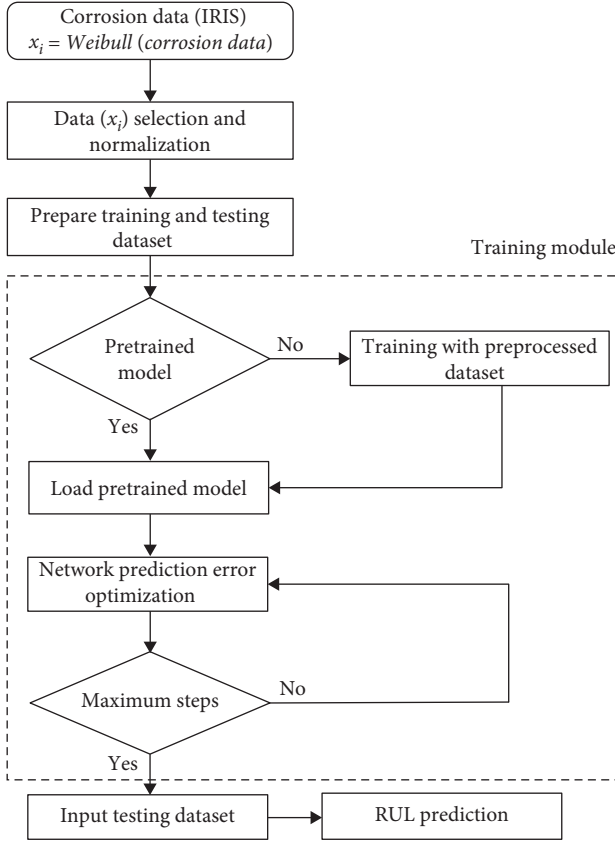 Corrosion data (IRIS)
xᵢ = Weibull (corrosion data)
Data (xᵢ) selection and
normalization
Prepare training and testing
dataset
Training module
Pretrained
model
No
Training with preprocessed
dataset
Yes
Load pretrained model
Network prediction error
optimization
Maximum steps
No
Yes
Input testing dataset
RUL prediction